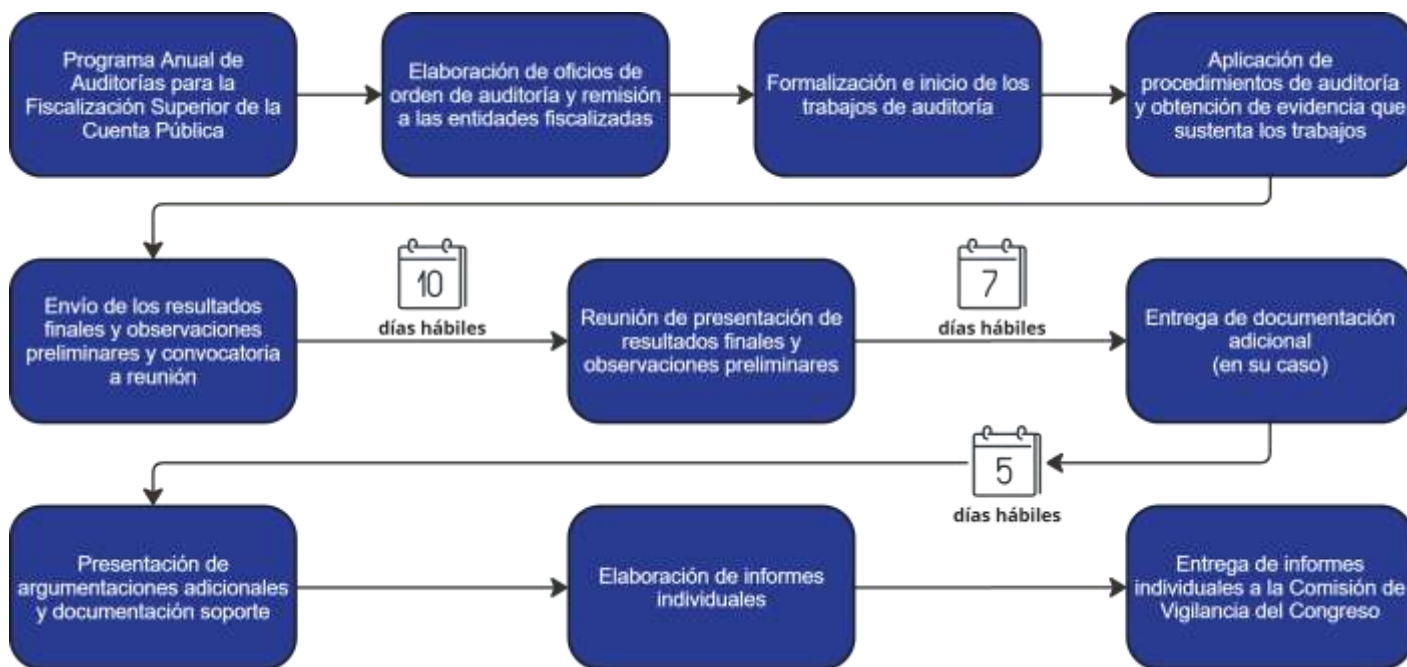 Programa Anual de
Auditorías para la
Fiscalización Superior de la
Cuenta Pública
Elaboración de oficios de
orden de auditoría y remisión
a las entidades fiscalizadas
Formalización e inicio de los
trabajos de auditoría
Aplicación de
procedimientos de auditoría
y obtención de evidencia que
sustenta los trabajos
Envío de los resultados
finales y observaciones
preliminares y convocatoria
a reunión
10
días hábiles
Reunión de presentación de
resultados finales y
observaciones preliminares
7
días hábiles
Entrega de documentación
adicional
(en su caso)
5
días hábiles
Presentación de
argumentaciones adicionales
y documentación soporte
Elaboración de informes
individuales
Entrega de informes
individuales a la Comisión de
Vigilancia del Congreso